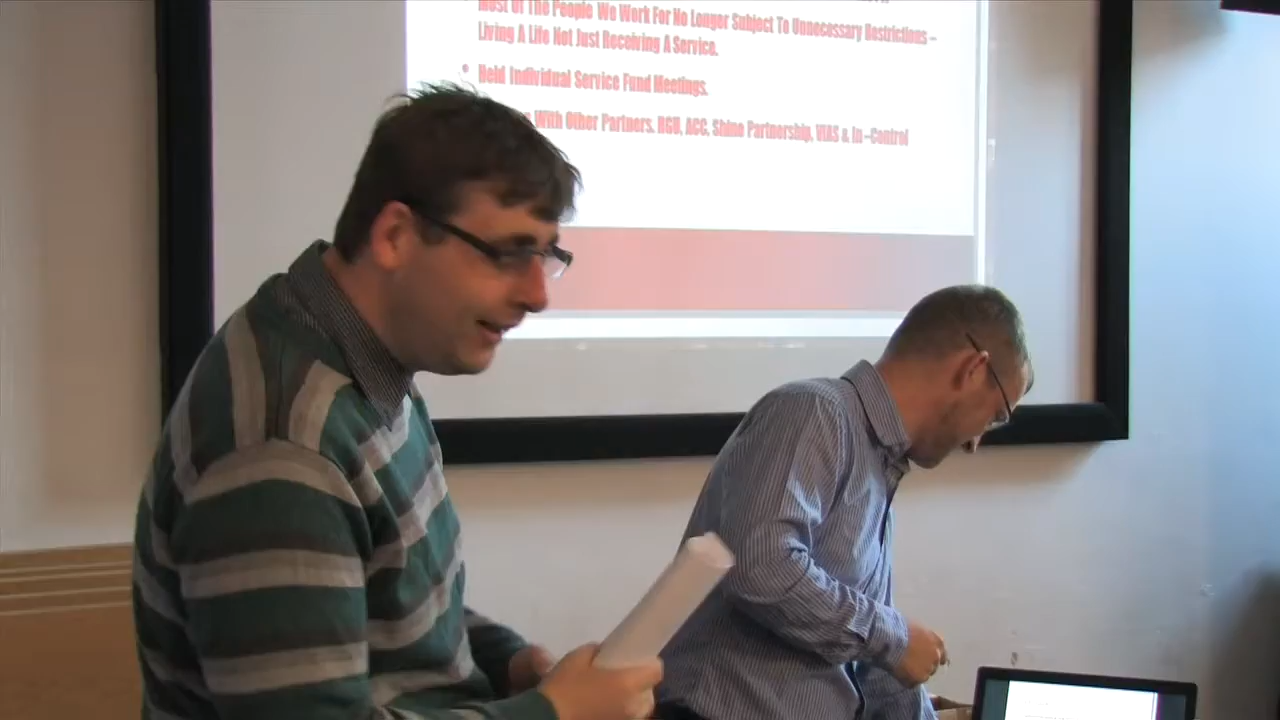 Most Of The People We Work For No Longer Subject To Unnecessary Restrictions –
Living A Life Not Just Receiving A Service.
• Held Individual Service Fund Meetings.
With Other Partners. RGU, ACC, Shine Partnership, VIAS & In –Control